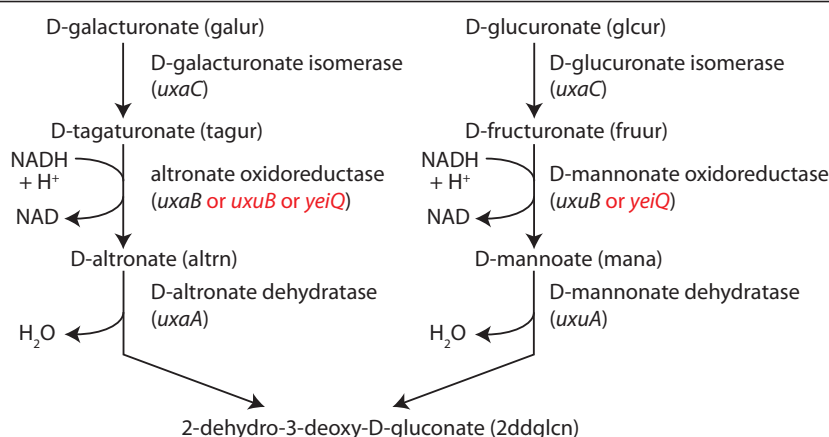 D-galacturonate (galur)
D-galacturonate isomerase
(uxaC)
D-tagaturonate (tagur)
NADH
+ H⁺
altronate oxidoreductase
(uxaB or uxuB or yeiQ)
NAD
D-altronate (altrn)
D-altronate dehydratase
(uxaA)
H₂O
D-glucuronate (glcur)
D-glucuronate isomerase
(uxaC)
D-fructuronate (fruur)
NADH
+ H⁺
D-mannonate oxidoreductase
(uxuB or yeiQ)
NAD
D-mannoate (mana)
D-mannonate dehydratase
(uxuA)
H₂O
2-dehydro-3-deoxy-D-gluconate (2ddglcn)